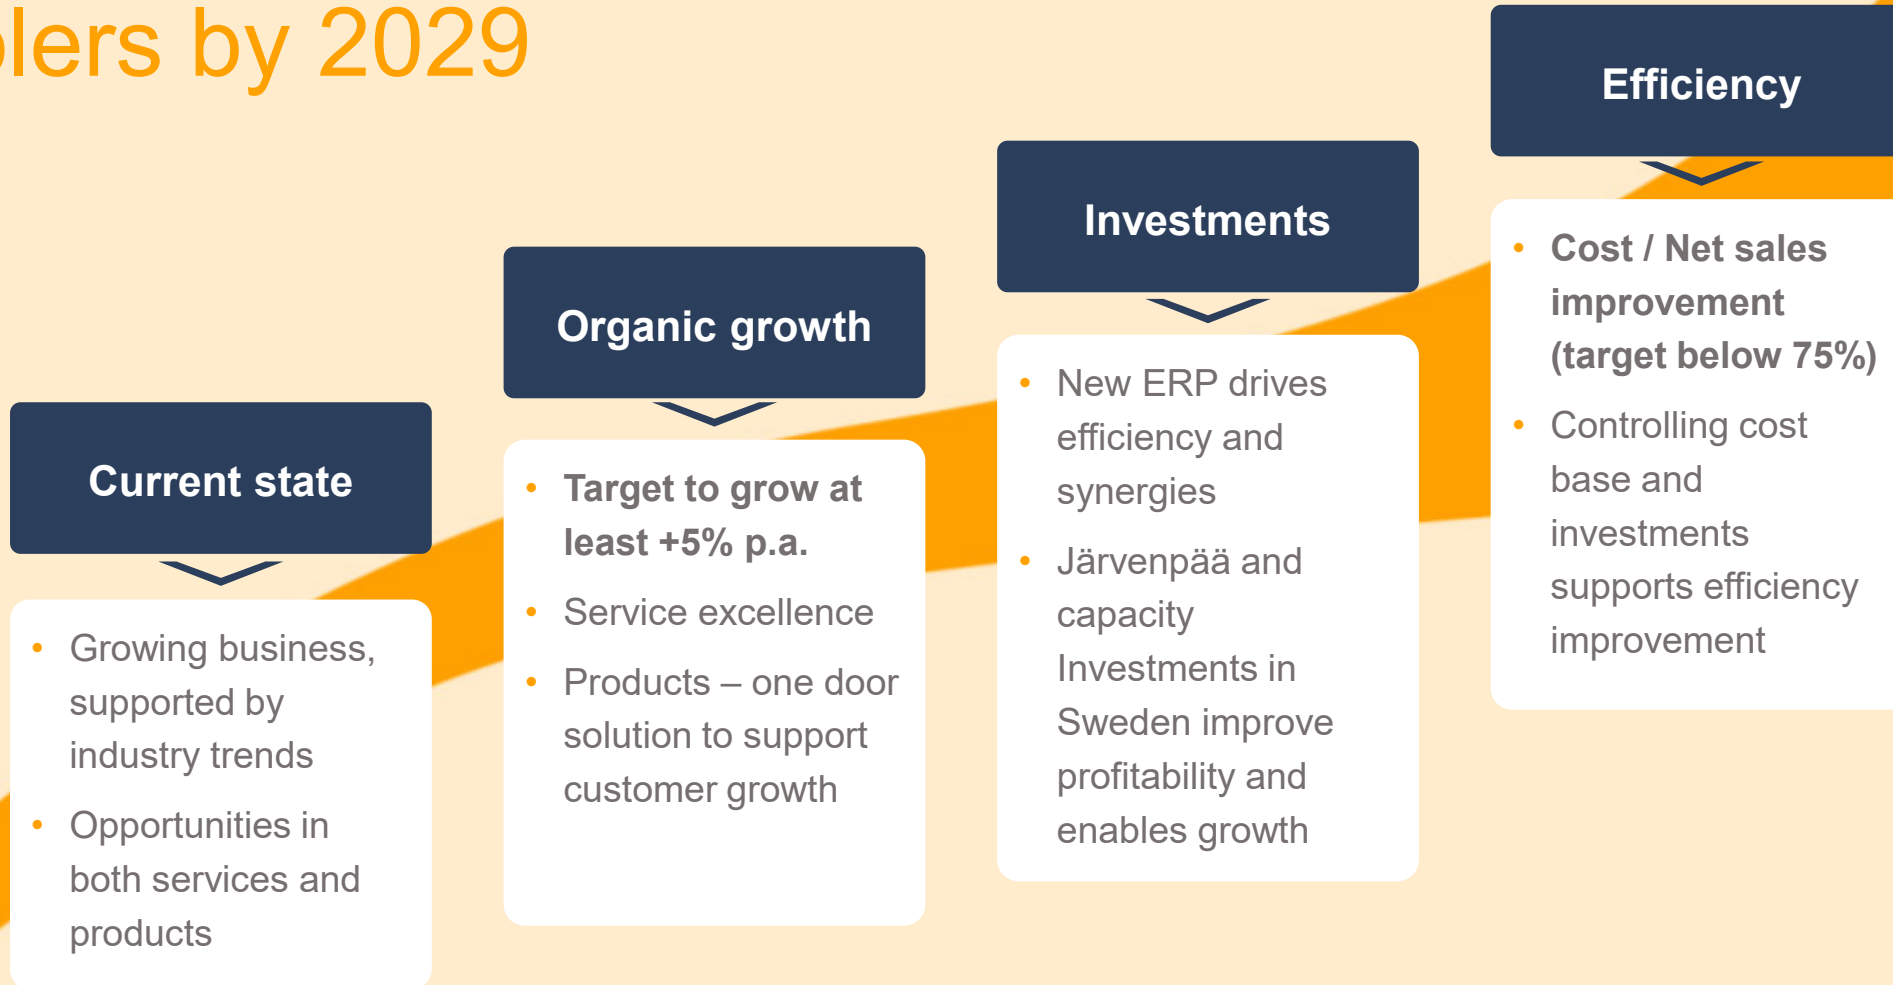 lers by 2029
Efficiency
Investments
Organic growth
Current state
• Growing business,
supported by
industry trends
• Opportunities in
both services and
products
• Target to grow at
least +5% p.a.
• Service excellence
• Products – one door
solution to support
customer growth
• New ERP drives
efficiency and
synergies
• Järvenpää and
capacity
Investments in
Sweden improve
profitability and
enables growth
• Cost / Net sales
improvement
(target below 75%)
• Controlling cost
base and
investments
supports efficiency
improvement